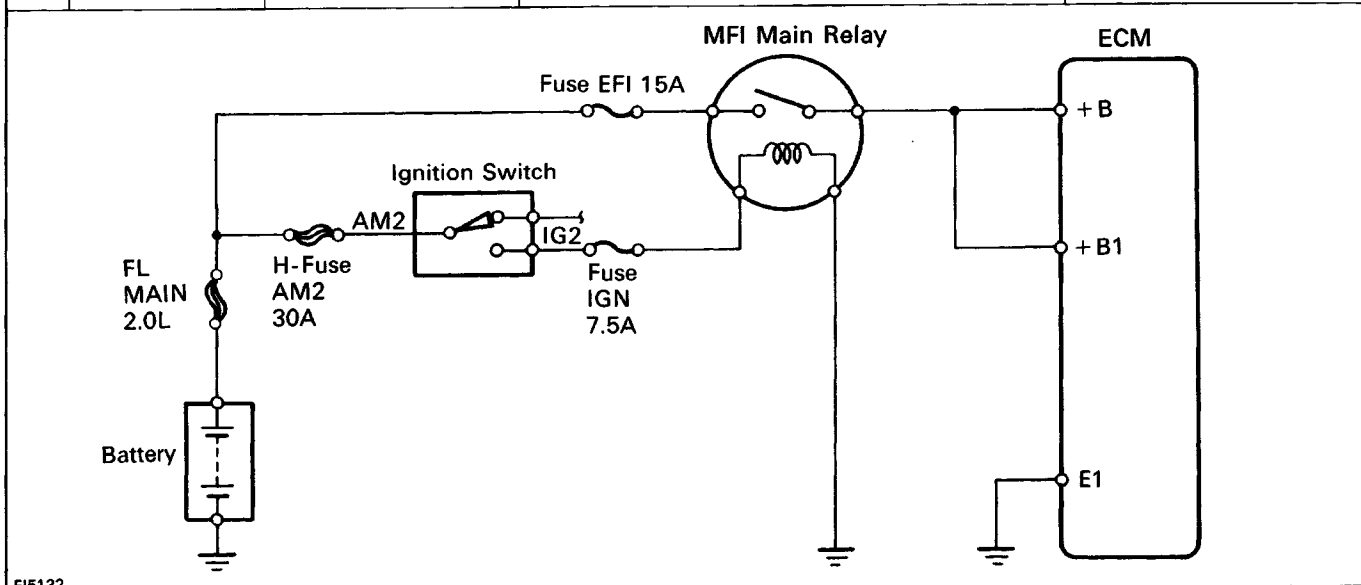 MFI Main Relay
ECM
Fuse EFI 15A
+B
Ignition Switch
AM2
IG2
+B1
FL
MAIN
2.0L
H-Fuse
AM2
30A
Fuse
IGN
7.5A
Battery
E1